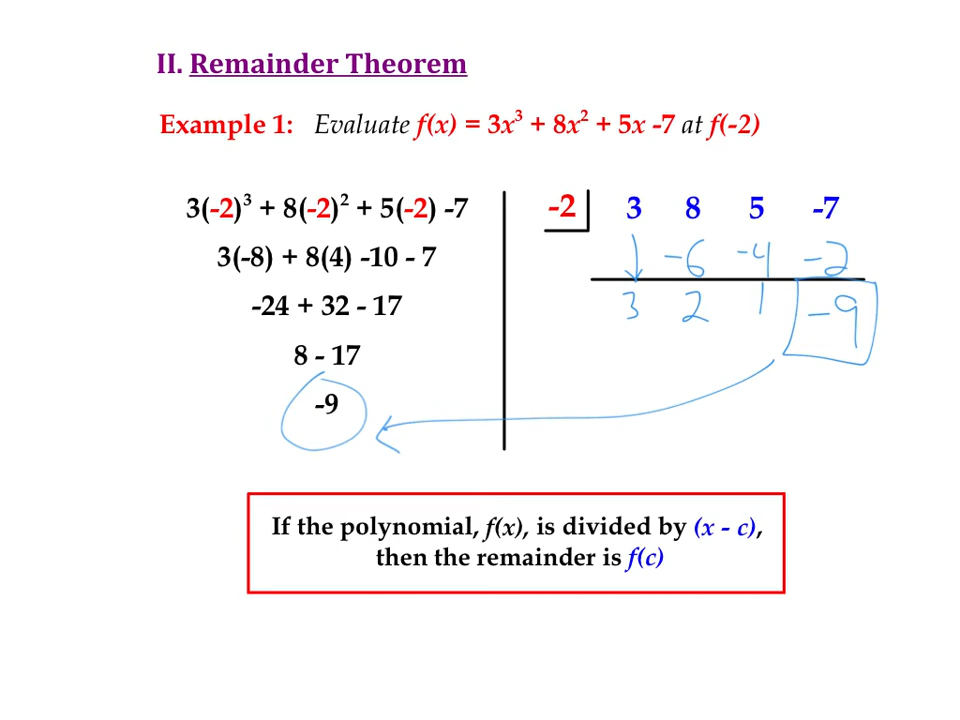 II. Remainder Theorem
Example 1: Evaluate f(x) = 3x³ + 8x² + 5x -7 at f(-2)
3(-2)³ + 8(-2)² + 5(-2) -7
3(-8) + 8(4) -10 - 7
-24 + 32 - 17
8 - 17
-9
-2 3 8 5 -7
-6 -4 -2
3 2 1 -9
If the polynomial, f(x), is divided by (x - c),
then the remainder is f(c)